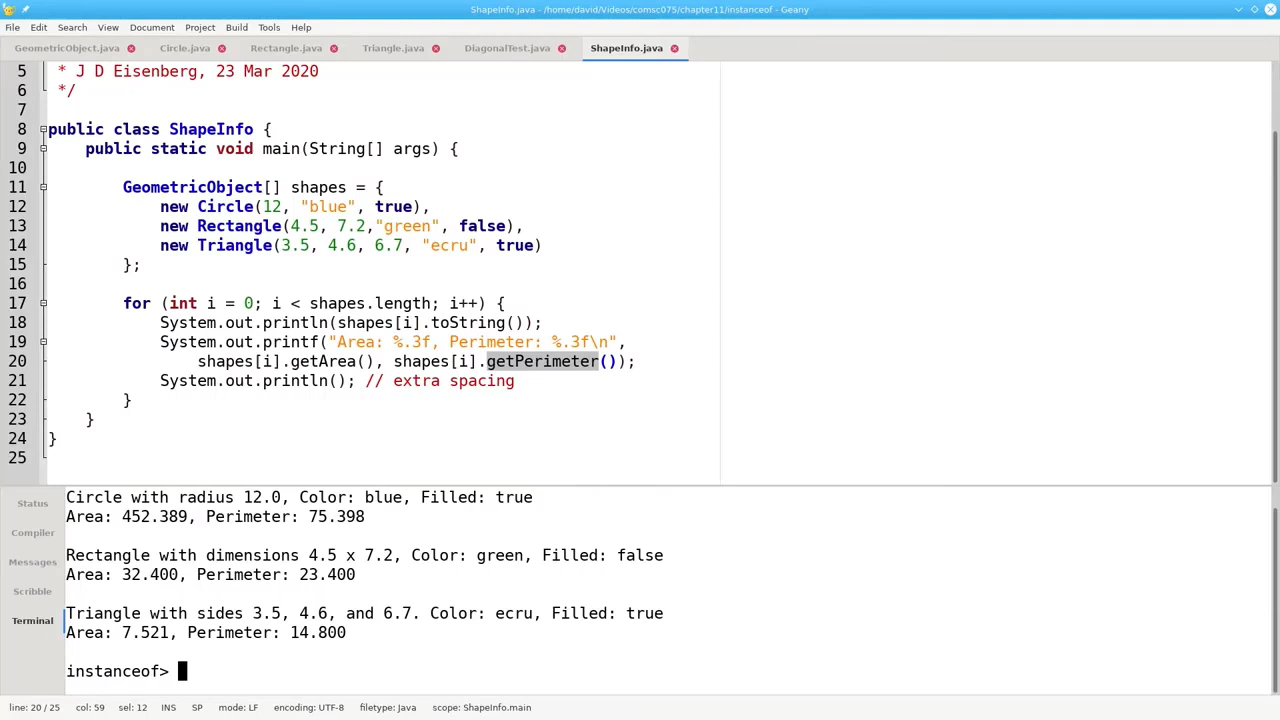 ShapeInfo.java - /home/david/Videos/comsc075/chapter11/instanceof - Geany
File Edit Search View Document Project Build Tools Help
GeometricObject.java Circle.java Rectangle.java Triangle.java DiagonalTest.java ShapeInfo.java
5 * J D Eisenberg, 23 Mar 2020
6 */
7
8 public class ShapeInfo {
9 public static void main(String[] args) {
10
11 GeometricObject[] shapes = {
12 new Circle(12, "blue", true),
13 new Rectangle(4.5, 7.2,"green", false),
14 new Triangle(3.5, 4.6, 6.7, "ecru", true)
15 };
16
17 for (int i = 0; i < shapes.length; i++) {
18 System.out.println(shapes[i].toString());
19 System.out.printf("Area: %.3f, Perimeter: %.3f\n",
20 shapes[i].getArea(), shapes[i].getPerimeter());
21 System.out.println(); // extra spacing
22 }
23 }
24 }
25
Status
Compiler
Messages
Scribble
Terminal
Circle with radius 12.0, Color: blue, Filled: true
Area: 452.389, Perimeter: 75.398
Rectangle with dimensions 4.5 x 7.2, Color: green, Filled: false
Area: 32.400, Perimeter: 23.400
Triangle with sides 3.5, 4.6, and 6.7. Color: ecru, Filled: true
Area: 7.521, Perimeter: 14.800
instanceof>
line: 20 / 25 col: 59 sel: 12 INS SP mode: LF encoding: UTF-8 filetype: Java scope: ShapeInfo.main